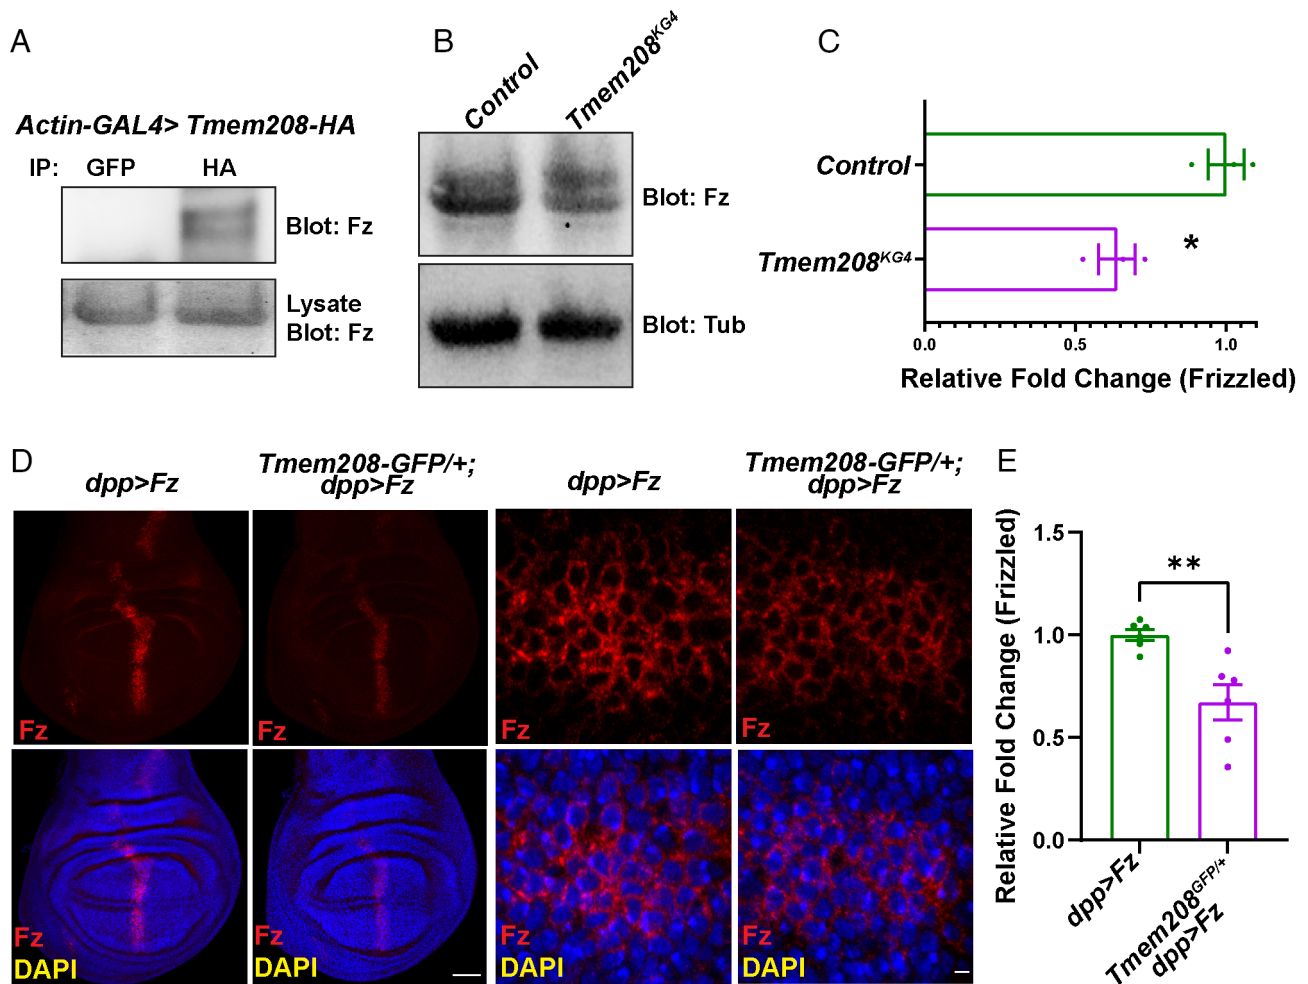 A
Actin-GAL4> Tmem208-HA
IP: GFP HA
Blot: Fz
Lysate
Blot: Fz
B
Control
Tmem208KG4
Blot: Fz
Blot: Tub
C
Control
Tmem208KG4
*
0.0 0.5 1.0
Relative Fold Change (Frizzled)
D
dpp>Fz
Tmem208-GFP/+;
dpp>Fz
dpp>Fz
Tmem208-GFP/+;
dpp>Fz
Fz
Fz
Fz
Fz
Fz
DAPI
Fz
DAPI
Fz
DAPI
Fz
DAPI
E
Relative Fold Change (Frizzled)
1.5
1.0
0.5
0.0
**
dpp>Fz
Tmem208GFP/+
dpp>Fz